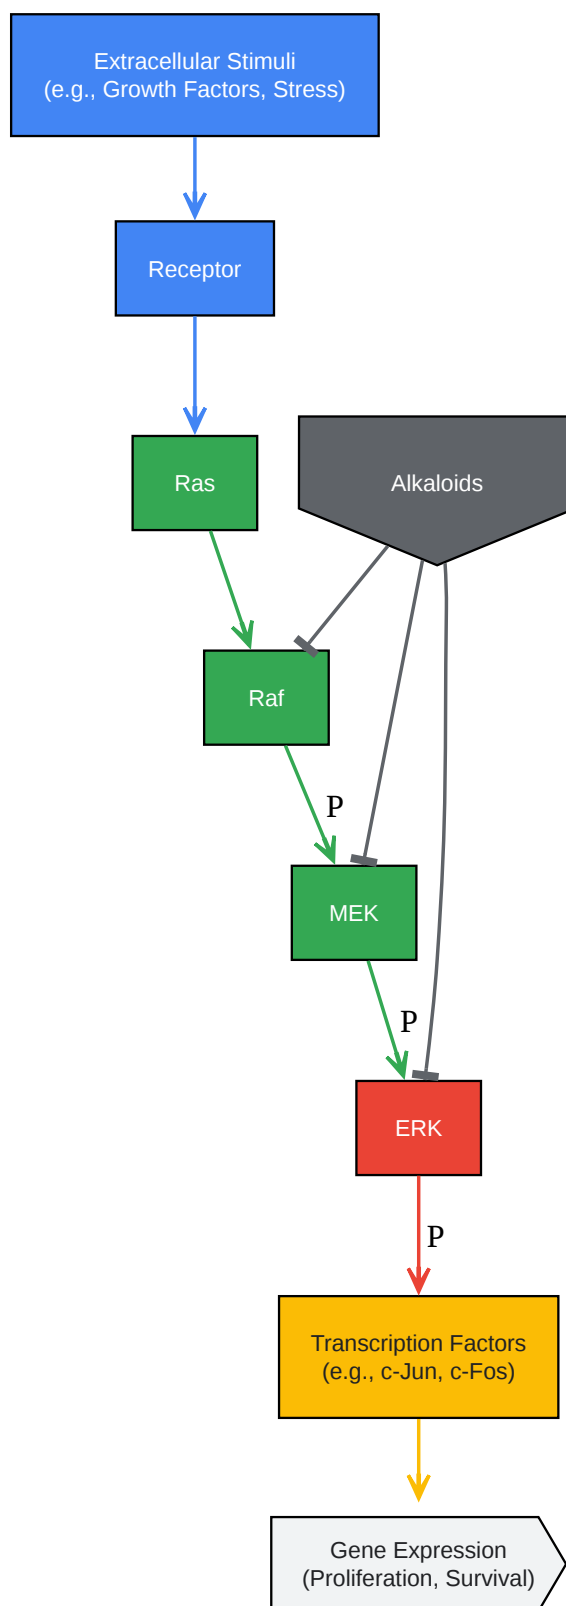 Extracellular Stimuli
(e.g., Growth Factors, Stress)
Receptor
Ras
Alkaloids
Raf
P
MEK
P
ERK
P
Transcription Factors
(e.g., c-Jun, c-Fos)
Gene Expression
(Proliferation, Survival)